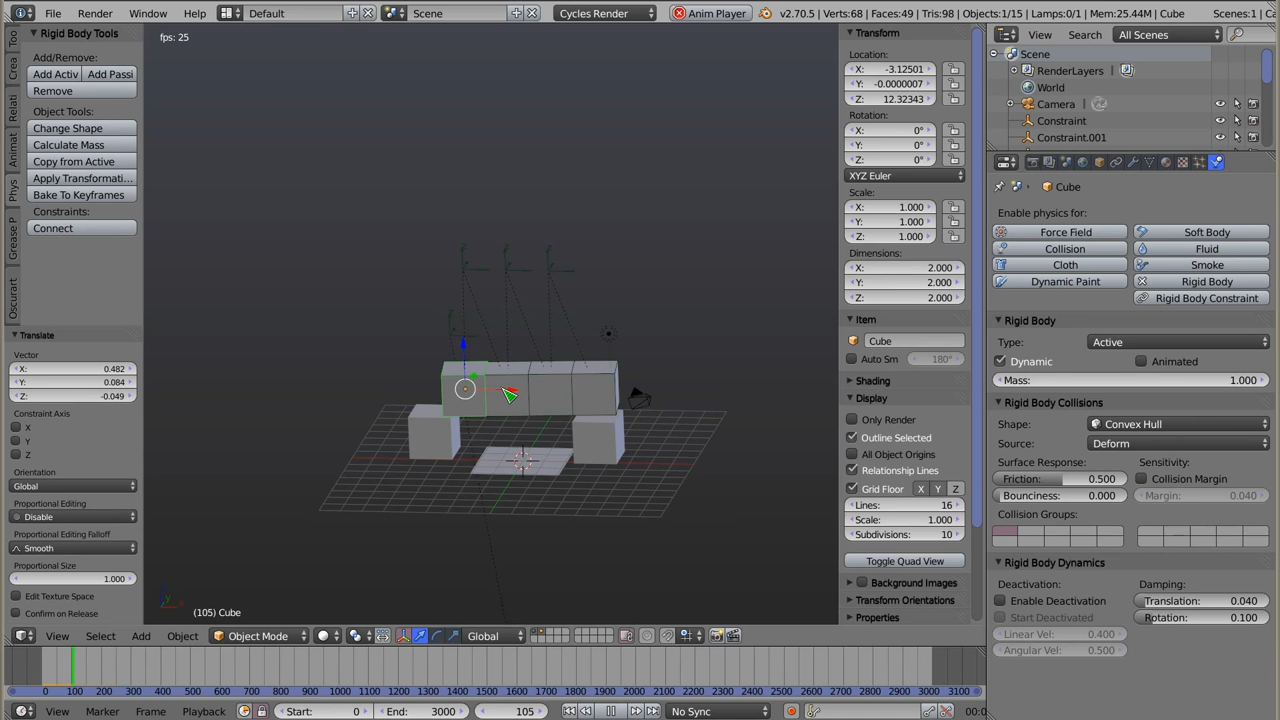 File Render Window Help Default Scene Cycles Render Anim Player v2.70.5 | Verts:68 | Faces:49 | Tris:98 | Objects:1/15 | Lamps:0/1 | Mem:25.44M | Cube Scenes:1
Too
Crea
Relati
Animat
Phys
Grease P
Oscurart
Rigid Body Tools
Add/Remove:
Add Activ Add Passi
Remove
Object Tools:
Change Shape
Calculate Mass
Copy from Active
Apply Transformati...
Bake To Keyframes
Constraints:
Connect
Translate
Vector
X: 0.482
Y: 0.084
Z: -0.049
Constraint Axis
X
Y
Z
Orientation
Global
Proportional Editing
Disable
Proportional Editing Falloff
Smooth
Proportional Size
1.000
Edit Texture Space
Confirm on Release
fps: 25
(105) Cube
Transform
Location:
X: -3.12501
Y: -0.0000007
Z: 12.32343
Rotation:
X: 0°
Y: 0°
Z: 0°
XYZ Euler
Scale:
X: 1.000
Y: 1.000
Z: 1.000
Dimensions:
X: 2.000
Y: 2.000
Z: 2.000
Item
Cube
Auto Sm 180°
Shading
Display
Only Render
Outline Selected
All Object Origins
Relationship Lines
Grid Floor X Y Z
Lines: 16
Scale: 1.000
Subdivisions: 10
Toggle Quad View
Background Images
Transform Orientations
Properties
View Search All Scenes
Scene
RenderLayers
World
Camera
Constraint
Constraint.001
Cube
Enable physics for:
Force Field Soft Body
Collision Fluid
Cloth Smoke
Dynamic Paint Rigid Body
Rigid Body Constraint
Rigid Body
Type: Active
Dynamic Animated
Mass: 1.000
Rigid Body Collisions
Shape: Convex Hull
Source: Deform
Surface Response: Sensitivity:
Friction: 0.500 Collision Margin
Bounciness: 0.000 Margin: 0.040
Collision Groups:
Rigid Body Dynamics
Deactivation: Damping:
Enable Deactivation Translation: 0.040
Start Deactivated Rotation: 0.100
Linear Vel: 0.400
Angular Vel: 0.500
View Select Add Object Object Mode Global
0 100 200 300 400 500 600 700 800 900 1000 1100 1200 1300 1400 1500 1600 1700 1800 1900 2000 2100 2200 2300 2400 2500 2600 2700 2800 2900 3000 3100
View Marker Frame Playback Start: 0 End: 3000 105 No Sync 00:0